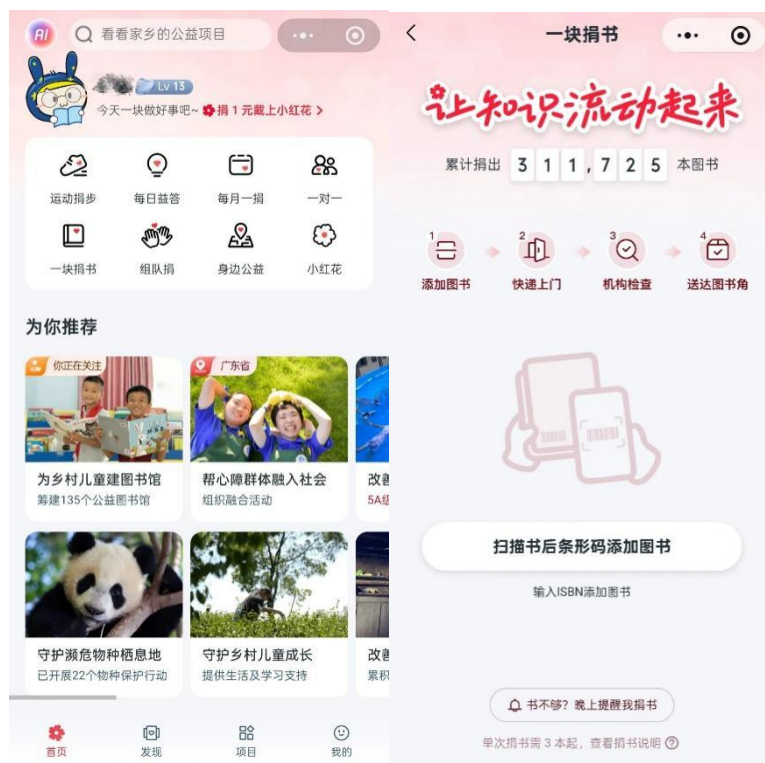 AI
看看家乡的公益项目
Lv 13
今天一块做好事吧~ 捐 1 元戴上小红花 >
运动捐步
每日益答
每月一捐
一对一
一块捐书
组队捐
身边公益
小红花
为你推荐
你正在关注
广东省
为乡村儿童建图书馆
筹建135个公益图书馆
帮心障群体融入社会
组织融合活动
改善
5A级
守护濒危物种栖息地
已开展22个物种保护行动
守护乡村儿童成长
提供生活及学习支持
改善
累积
首页
发现
项目
我的
一块捐书
让知识流动起来
累计捐出 311,725 本图书
1
添加图书
2
快递上门
3
机构检查
4
送达图书角
扫描书后条形码添加图书
输入ISBN添加图书
书不够？晚上提醒我捐书
单次捐书需 3 本起，查看捐书说明 ?